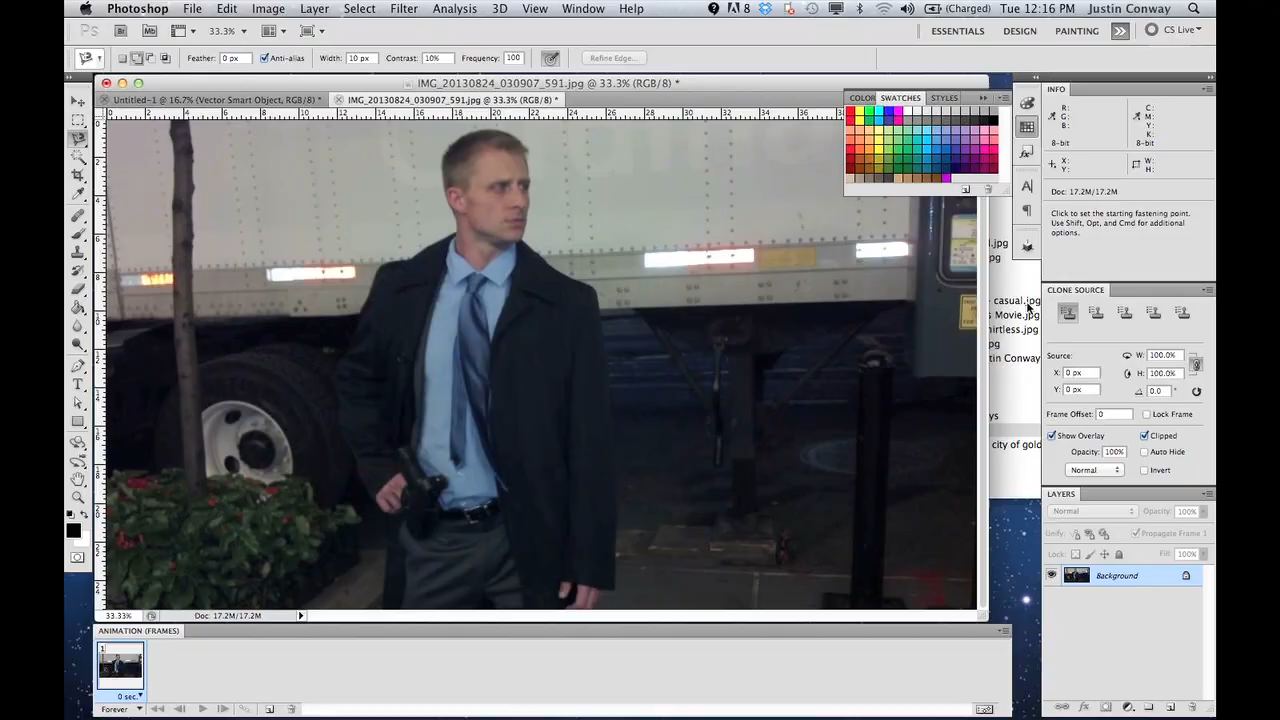 Photoshop File Edit Image Layer Select Filter Analysis 3D View Window Help 8 (Charged) Tue 12:16 PM Justin Conway
Ps Br Mb 33.3% ESSENTIALS DESIGN PAINTING CS Live
Feather: 0 px Anti-alias Width: 10 px Contrast: 10% Frequency: 100 Refine Edge...
IMG_20130824_030907_591.jpg @ 33.3% (RGB/8) *
Untitled-1 @ 16.7% (Vector Smart Object, RGB/8) * IMG_20130824_030907_591.jpg @ 33.3% (RGB/8) *
COLOR SWATCHES STYLES
INFO
R: C:
G: M:
B: Y:
K:
8-bit 8-bit
X: W:
Y: H:
Doc: 17.2M/17.2M
Click to set the starting fastening point.
Use Shift, Opt, and Cmd for additional
options.
casual.jpg
s Movie.jpg
hirtless.jpg
tin Conway
ys
city of gold
CLONE SOURCE
Source: W: 100.0%
X: 0 px H: 100.0%
Y: 0 px 0.0 °
Frame Offset: 0 Lock Frame
Show Overlay Clipped
Opacity: 100% Auto Hide
Normal Invert
LAYERS
Normal Opacity: 100%
Unify: Propagate Frame 1
Lock: Fill: 100%
Background
33.33% Doc: 17.2M/17.2M
ANIMATION (FRAMES)
1
0 sec.
Forever